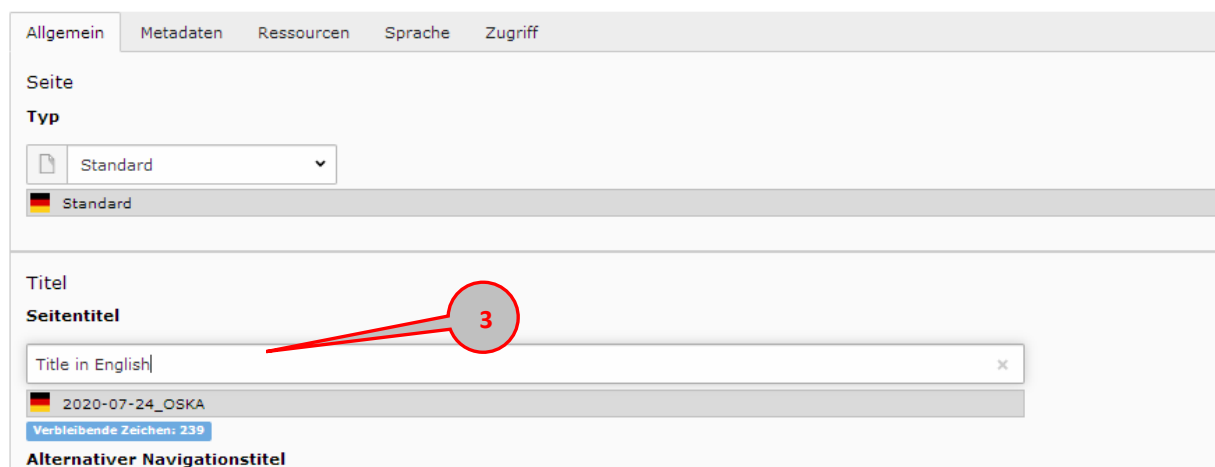 Allgemein Metadaten Ressourcen Sprache Zugriff
Seite
Typ
Standard
Standard
Titel
Seitentitel
3
Title in English
2020-07-24_OSKA
Verbleibende Zeichen: 239
Alternativer Navigationstitel